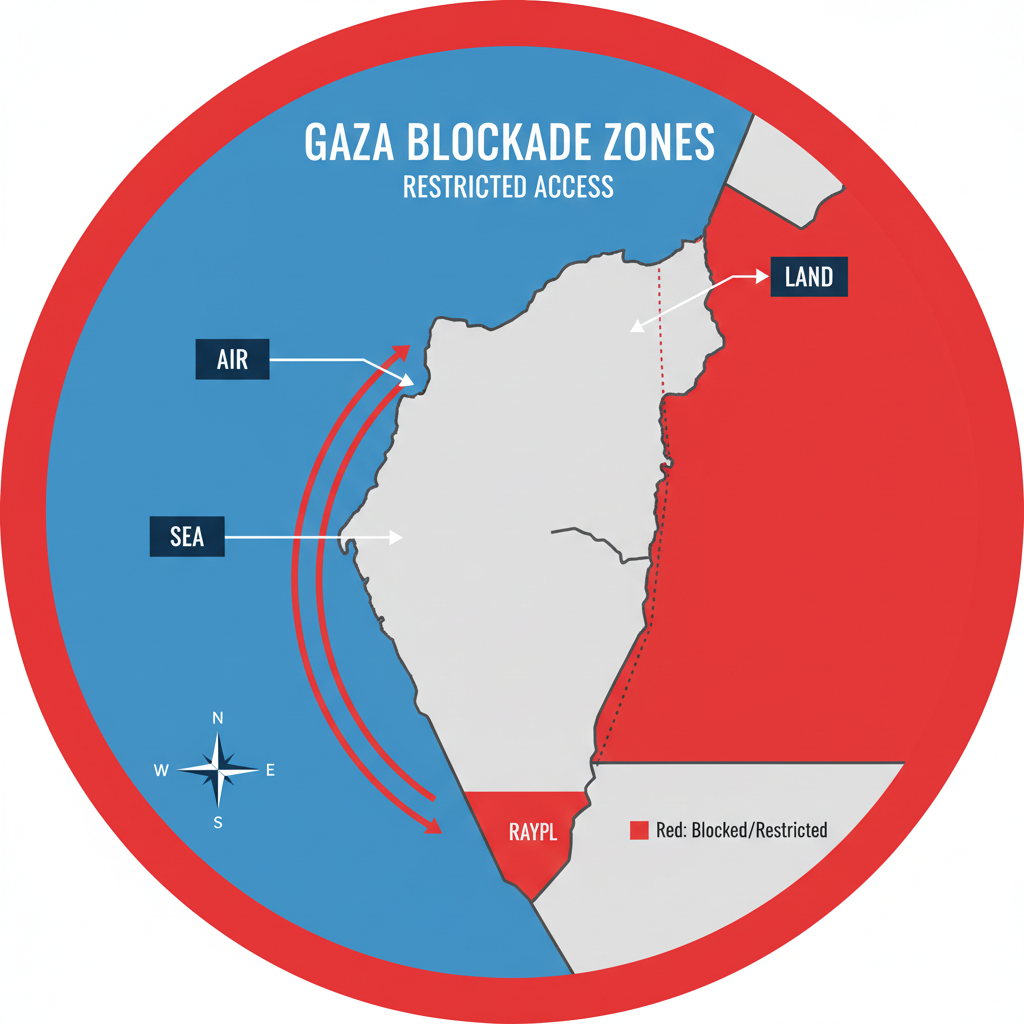 GAZA BLOCKADE ZONES
RESTRICTED ACCESS
LAND
AIR
SEA
N
W E
S
RAYPL
Red: Blocked/Restricted